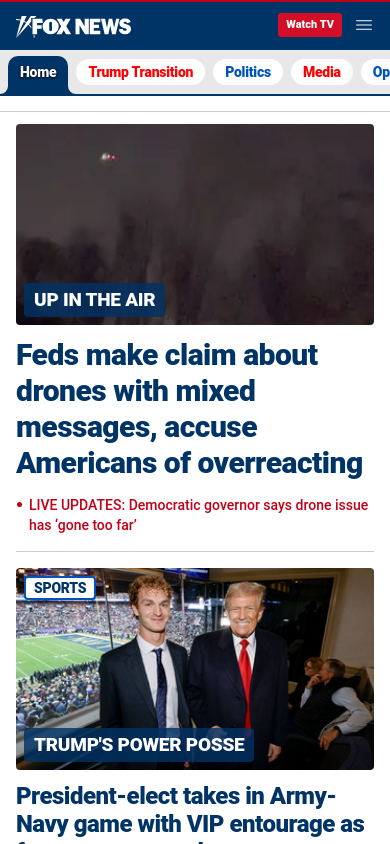 FOX NEWS
Watch TV
Home
Trump Transition
Politics
Media
Op
UP IN THE AIR
Feds make claim about
drones with mixed
messages, accuse
Americans of overreacting
LIVE UPDATES: Democratic governor says drone issue
has ‘gone too far’
SPORTS
TRUMP'S POWER POSSE
President-elect takes in Army-
Navy game with VIP entourage as